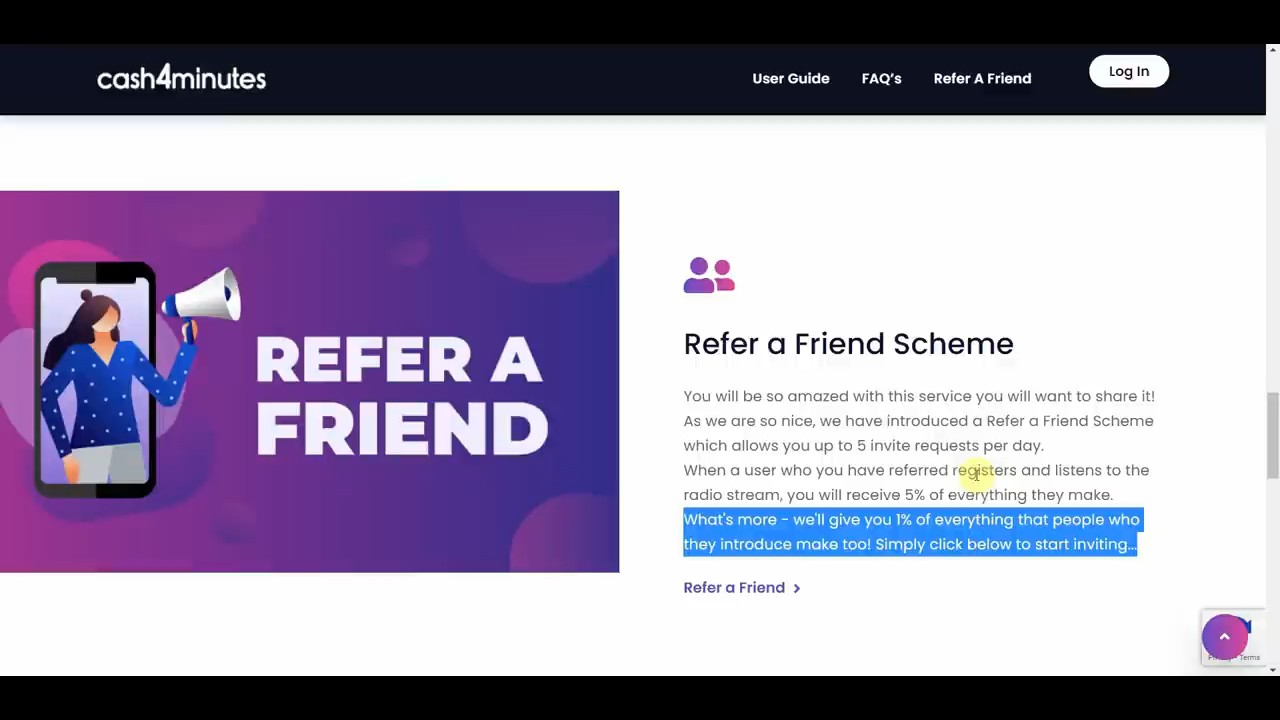 cash4minutes
User Guide
FAQ’s
Refer A Friend
Log In
REFER A
FRIEND
Refer a Friend Scheme
You will be so amazed with this service you will want to share it!
As we are so nice, we have introduced a Refer a Friend Scheme
which allows you up to 5 invite requests per day.
When a user who you have referred registers and listens to the
radio stream, you will receive 5% of everything they make.
What's more - we'll give you 1% of everything that people who
they introduce make too! Simply click below to start inviting...
Refer a Friend
Terms